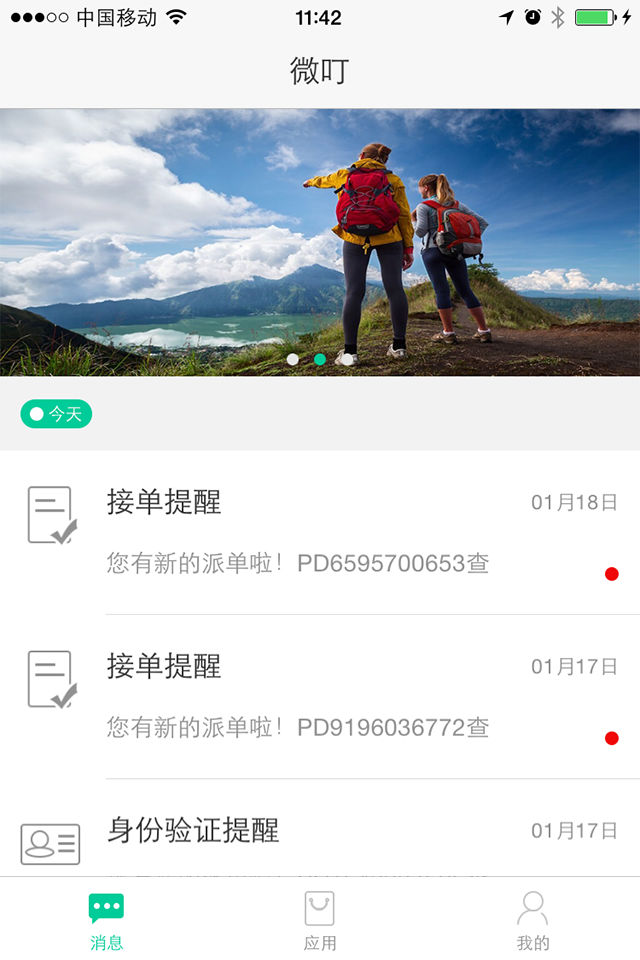 中国移动 11:42
微叮
今天
接单提醒 01月18日
您有新的派单啦！PD6595700653查
接单提醒 01月17日
您有新的派单啦！PD9196036772查
身份验证提醒 01月17日
消息 应用 我的